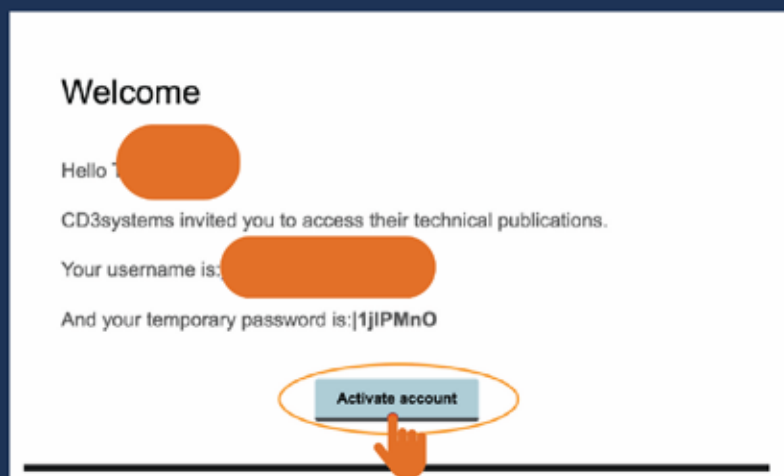 Welcome
Hello
CD3systems invited you to access their technical publications.
Your username is:
And your temporary password is:|1jIPMnO
Activate account